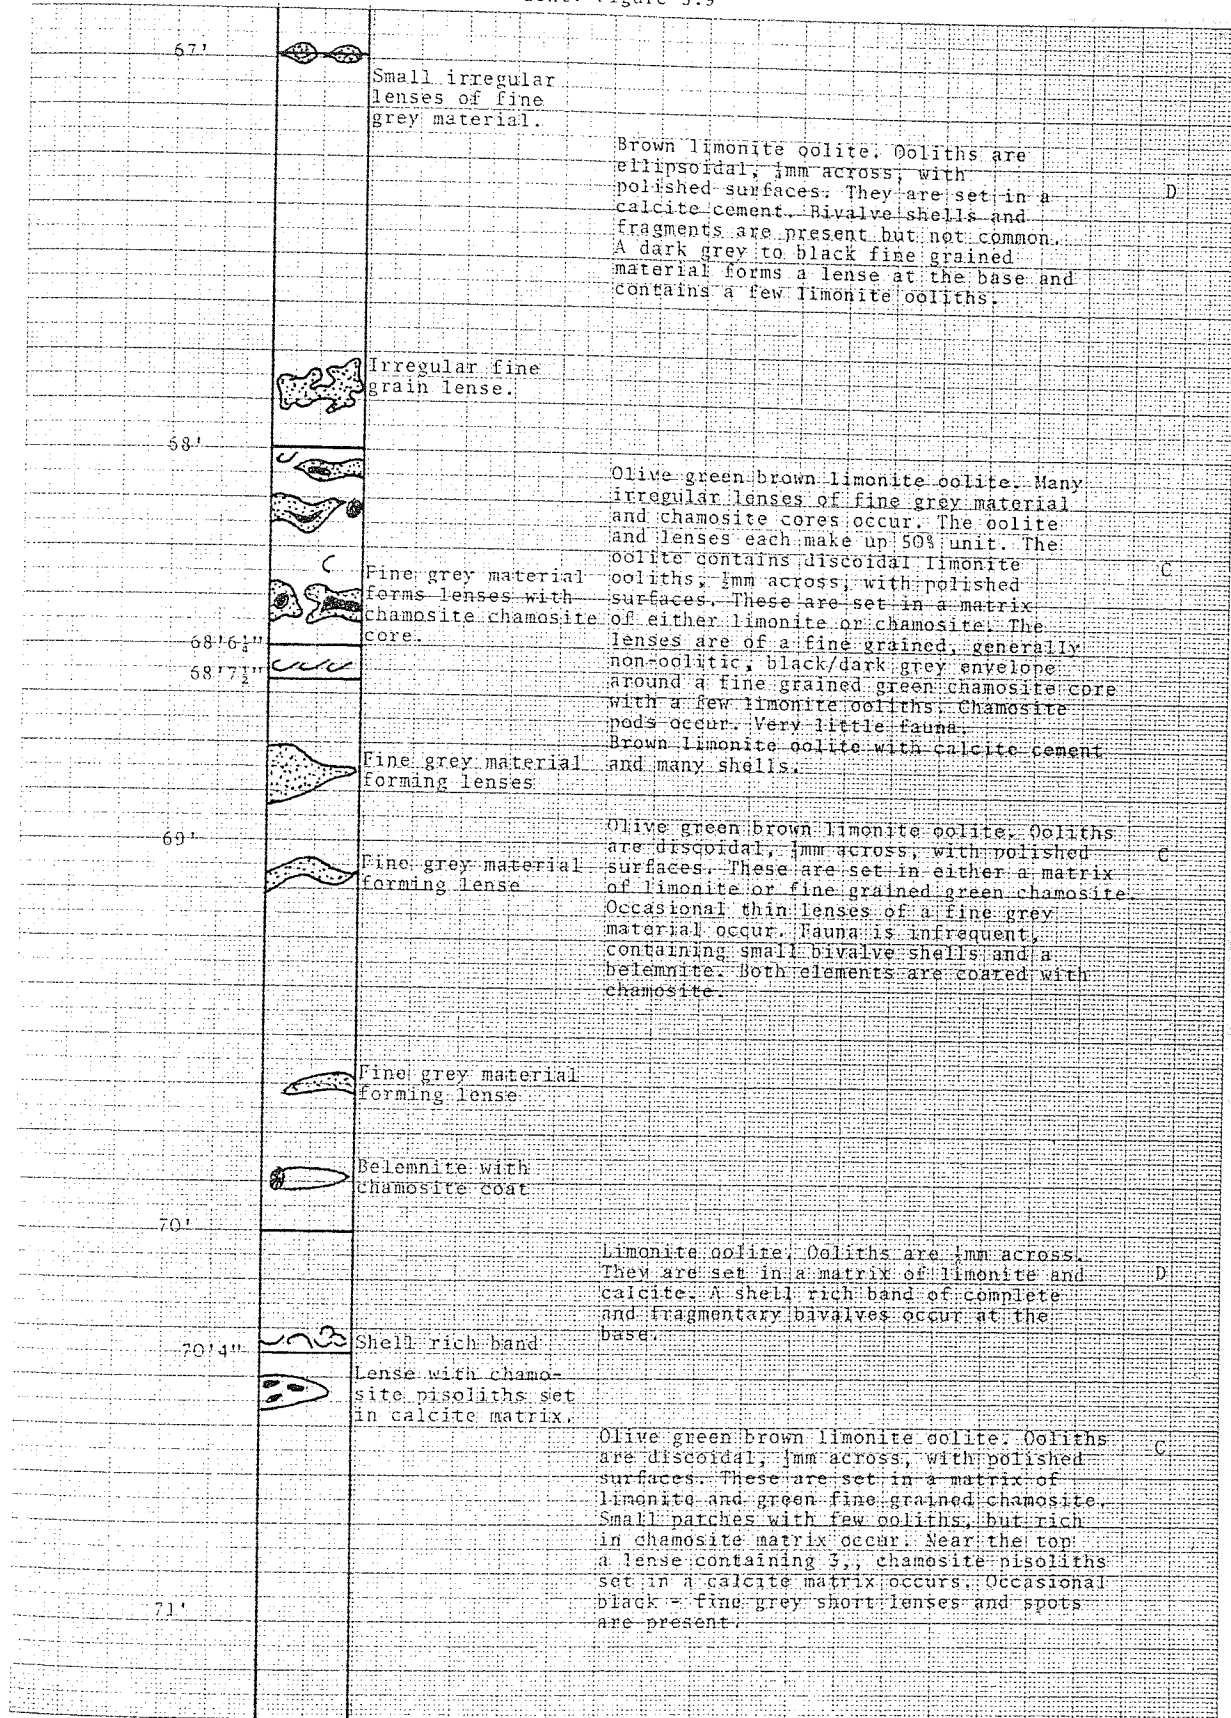 Cont. Figure 3.9
67'
Small irregular
lenses of fine
grey material.
Brown limonite oolite. Ooliths are
ellipsoidal, mm across, with
polished surfaces. They are set in a
calcite cement. Bivalve shells and
fragments are present but not common.
A dark grey to black fine grained
material forms a lense at the base and
contains a few limonite ooliths.
D
Irregular fine
grain lense.
68'
Olive green brown limonite oolite. Many
irregular lenses of fine grey material
and chamosite cores occur. The oolite
and lenses each make up 50% unit. The
oolite contains discoidal limonite
ooliths, mm across, with polished
surfaces. These are set in a matrix
of either limonite or chamosite. The
lenses are of a fine grained, generally
non-oolitic, black/dark grey envelope
around a fine grained green chamosite core
with a few limonite ooliths. Chamosite
pods occur. Very little fauna.
C
Fine grey material
forms lenses with
chamosite chamosite
core.
68'6¼"
68'7½"
Brown limonite oolite with calcite cement
and many shells.
Fine grey material
forming lenses
69'
Olive green brown limonite oolite. Ooliths
are discoidal, mm across, with polished
surfaces. These are set in either a matrix
of limonite or fine grained green chamosite.
Occasional thin lenses of a fine grey
material occur. Fauna is infrequent,
containing small bivalve shells and a
belemnite. Both elements are coated with
chamosite.
C
Fine grey material
forming lense
Fine grey material
forming lense
Belemnite with
chamosite coat
70'
Limonite oolite. Ooliths are mm across.
They are set in a matrix of limonite and
calcite. A shell rich band of complete
and fragmentary bivalves occur at the
base.
D
70'4"
Shell rich band
Lense with chamo-
site pisoliths set
in calcite matrix.
Olive green brown limonite oolite. Ooliths
are discoidal, mm across, with polished
surfaces. These are set in a matrix of
limonite and green fine grained chamosite.
Small patches with few ooliths, but rich
in chamosite matrix occur. Near the top
a lense containing 3,, chamosite pisoliths
set in a calcite matrix occurs. Occasional
black - fine grey short lenses and spots
are present.
C
71'